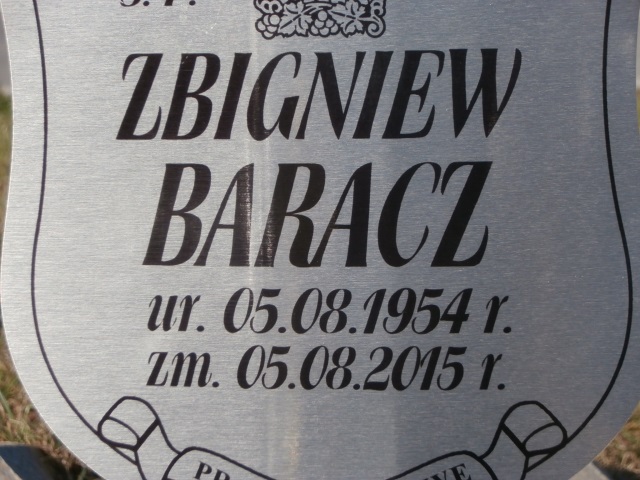 ZBIGNIEW
BARACZ
ur. 05.08.1954 r.
zm. 05.08.2015 r.